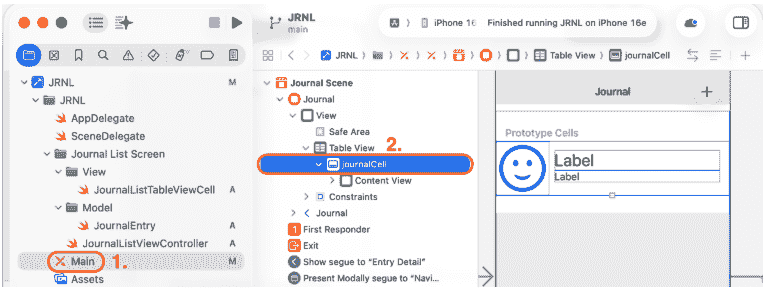 JRNL
main
iPhone 16
Finished running JRNL on iPhone 16e
JRNL
Table View
journalCell
JRNL M
JRNL
AppDelegate
SceneDelegate
Journal List Screen
View
JournalListTableViewCell A
Model
JournalEntry A
JournalListViewController A
Main M
1.
Assets
Journal Scene
Journal
View
Safe Area
Table View
2.
journalCell
Content View
Constraints
Journal
First Responder
Exit
Show segue to “Entry Detail”
Present Modally segue to “Navi...
Journal
Prototype Cells
Label
Label